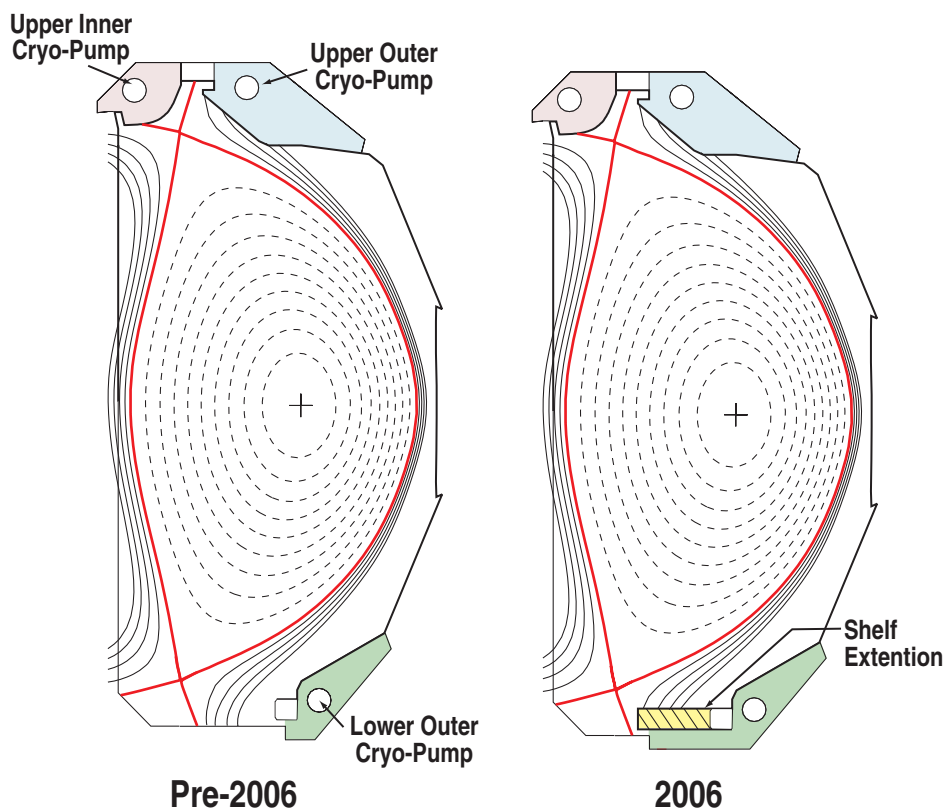 Upper Inner
Cryo-Pump
Upper Outer
Cryo-Pump
Shelf
Extention
Lower Outer
Cryo-Pump
Pre-2006
2006